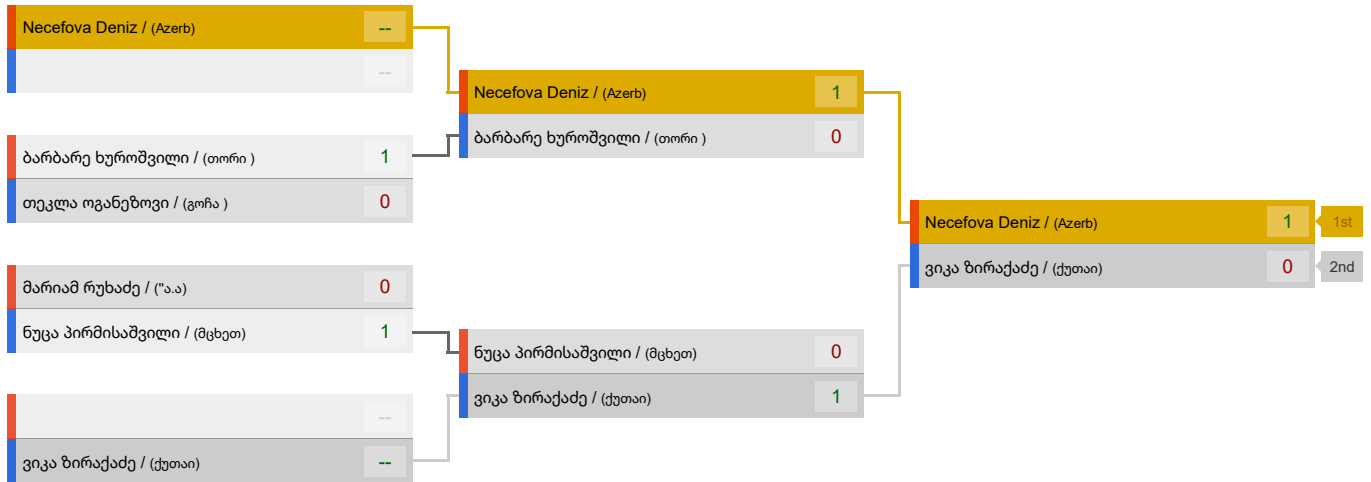 Necefova Deniz / (Azerb) --
--
ბარბარე ხუროშვილი / (თორი ) 1
თეკლა ოგანეზოვი / (გოჩა ) 0
მარიამ რუხაძე / ("ა.ა) 0
ნუცა პირმისაშვილი / (მცხეთ) 1
--
ვიკა ზირაქაძე / (ქუთაი) --
Necefova Deniz / (Azerb) 1
ბარბარე ხუროშვილი / (თორი ) 0
ნუცა პირმისაშვილი / (მცხეთ) 0
ვიკა ზირაქაძე / (ქუთაი) 1
Necefova Deniz / (Azerb) 1 1st
ვიკა ზირაქაძე / (ქუთაი) 0 2nd